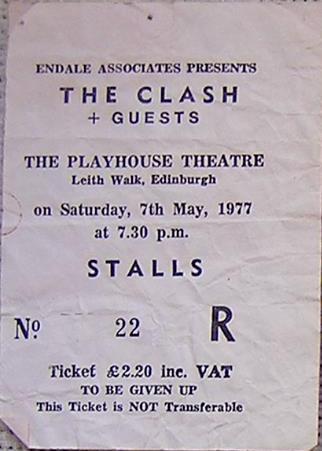 ENDALE ASSOCIATES PRESENTS
THE CLASH
+ GUESTS
THE PLAYHOUSE THEATRE
Leith Walk, Edinburgh
on Saturday, 7th May, 1977
at 7.30 p.m.
STALLS
Nº 22 R
Ticket £2.20 inc. VAT
TO BE GIVEN UP
This Ticket is NOT Transferable